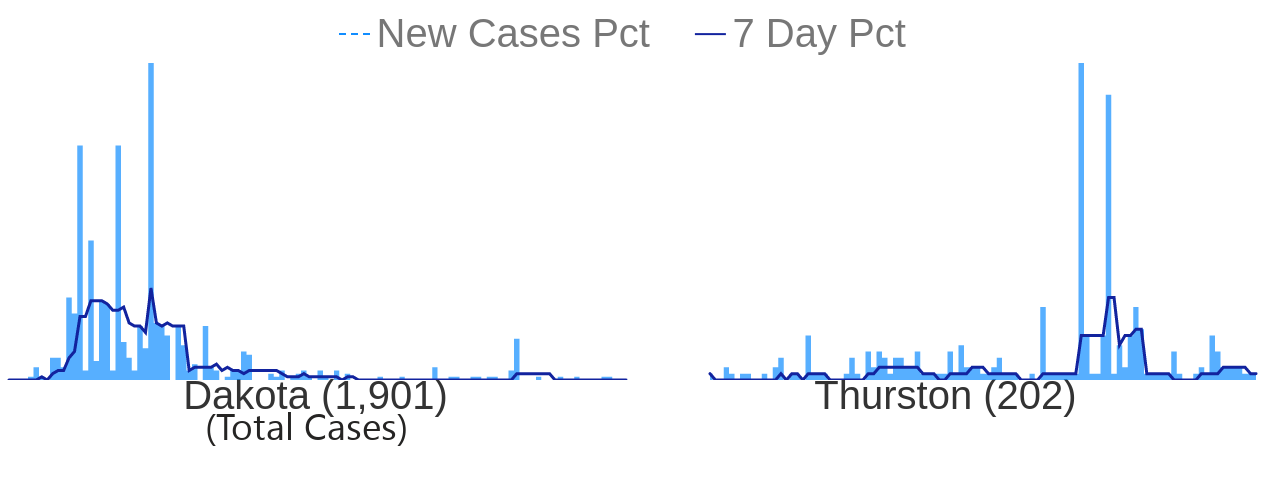 New Cases Pct 7 Day Pct
Dakota (1,901)
(Total Cases)
Thurston (202)